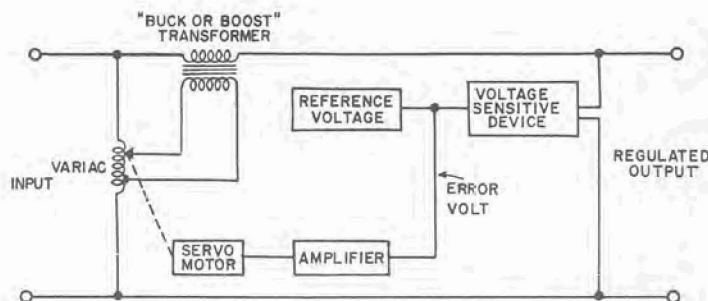 "BUCK OR BOOST"
TRANSFORMER
REFERENCE
VOLTAGE
VOLTAGE
SENSITIVE
DEVICE
VARIAC
INPUT
REGULATED
OUTPUT
ERROR
VOLT
SERVO
MOTOR
AMPLIFIER